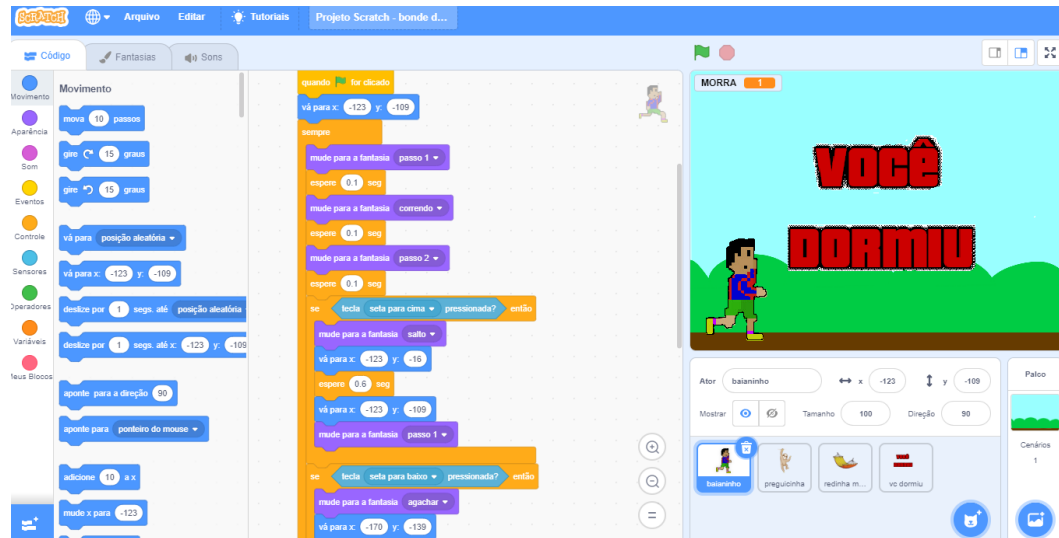 SCRATCH
Arquivo
Editar
Tutoriais
Projeto Scratch - bonde d...
Código
Fantasias
Sons
Movimento
Aparência
Som
Eventos
Controle
Sensores
Operadores
Variáveis
Meus Blocos
Movimento
mova 10 passos
gire 15 graus
gire 15 graus
vá para posição aleatória
vá para x: -123 y: -109
deslize por 1 segs. até posição aleatória
deslize por 1 segs. até x: -123 y: -109
aponte para a direção 90
aponte para ponteiro do mouse
adicione 10 a x
mude x para -123
quando for clicado
vá para x: -123 y: -109
sempre
mude para a fantasia passo 1
espere 0.1 seg
mude para a fantasia correndo
espere 0.1 seg
mude para a fantasia passo 2
espere 0.1 seg
se tecla seta para cima pressionada? então
mude para a fantasia salto
vá para x: -123 y: -16
espere 0.6 seg
vá para x: -123 y: -109
mude para a fantasia passo 1
se tecla seta para baixo pressionada? então
mude para a fantasia agachar
vá para x: -170 y: -139
MORRA 1
VOCÊ
DORMIU
Ator baianinho x -123 y -109
Mostrar Tamanho 100 Direção 90
baianinho
preguicinha
redinha m...
vc dormiu
Palco
Cenários
1